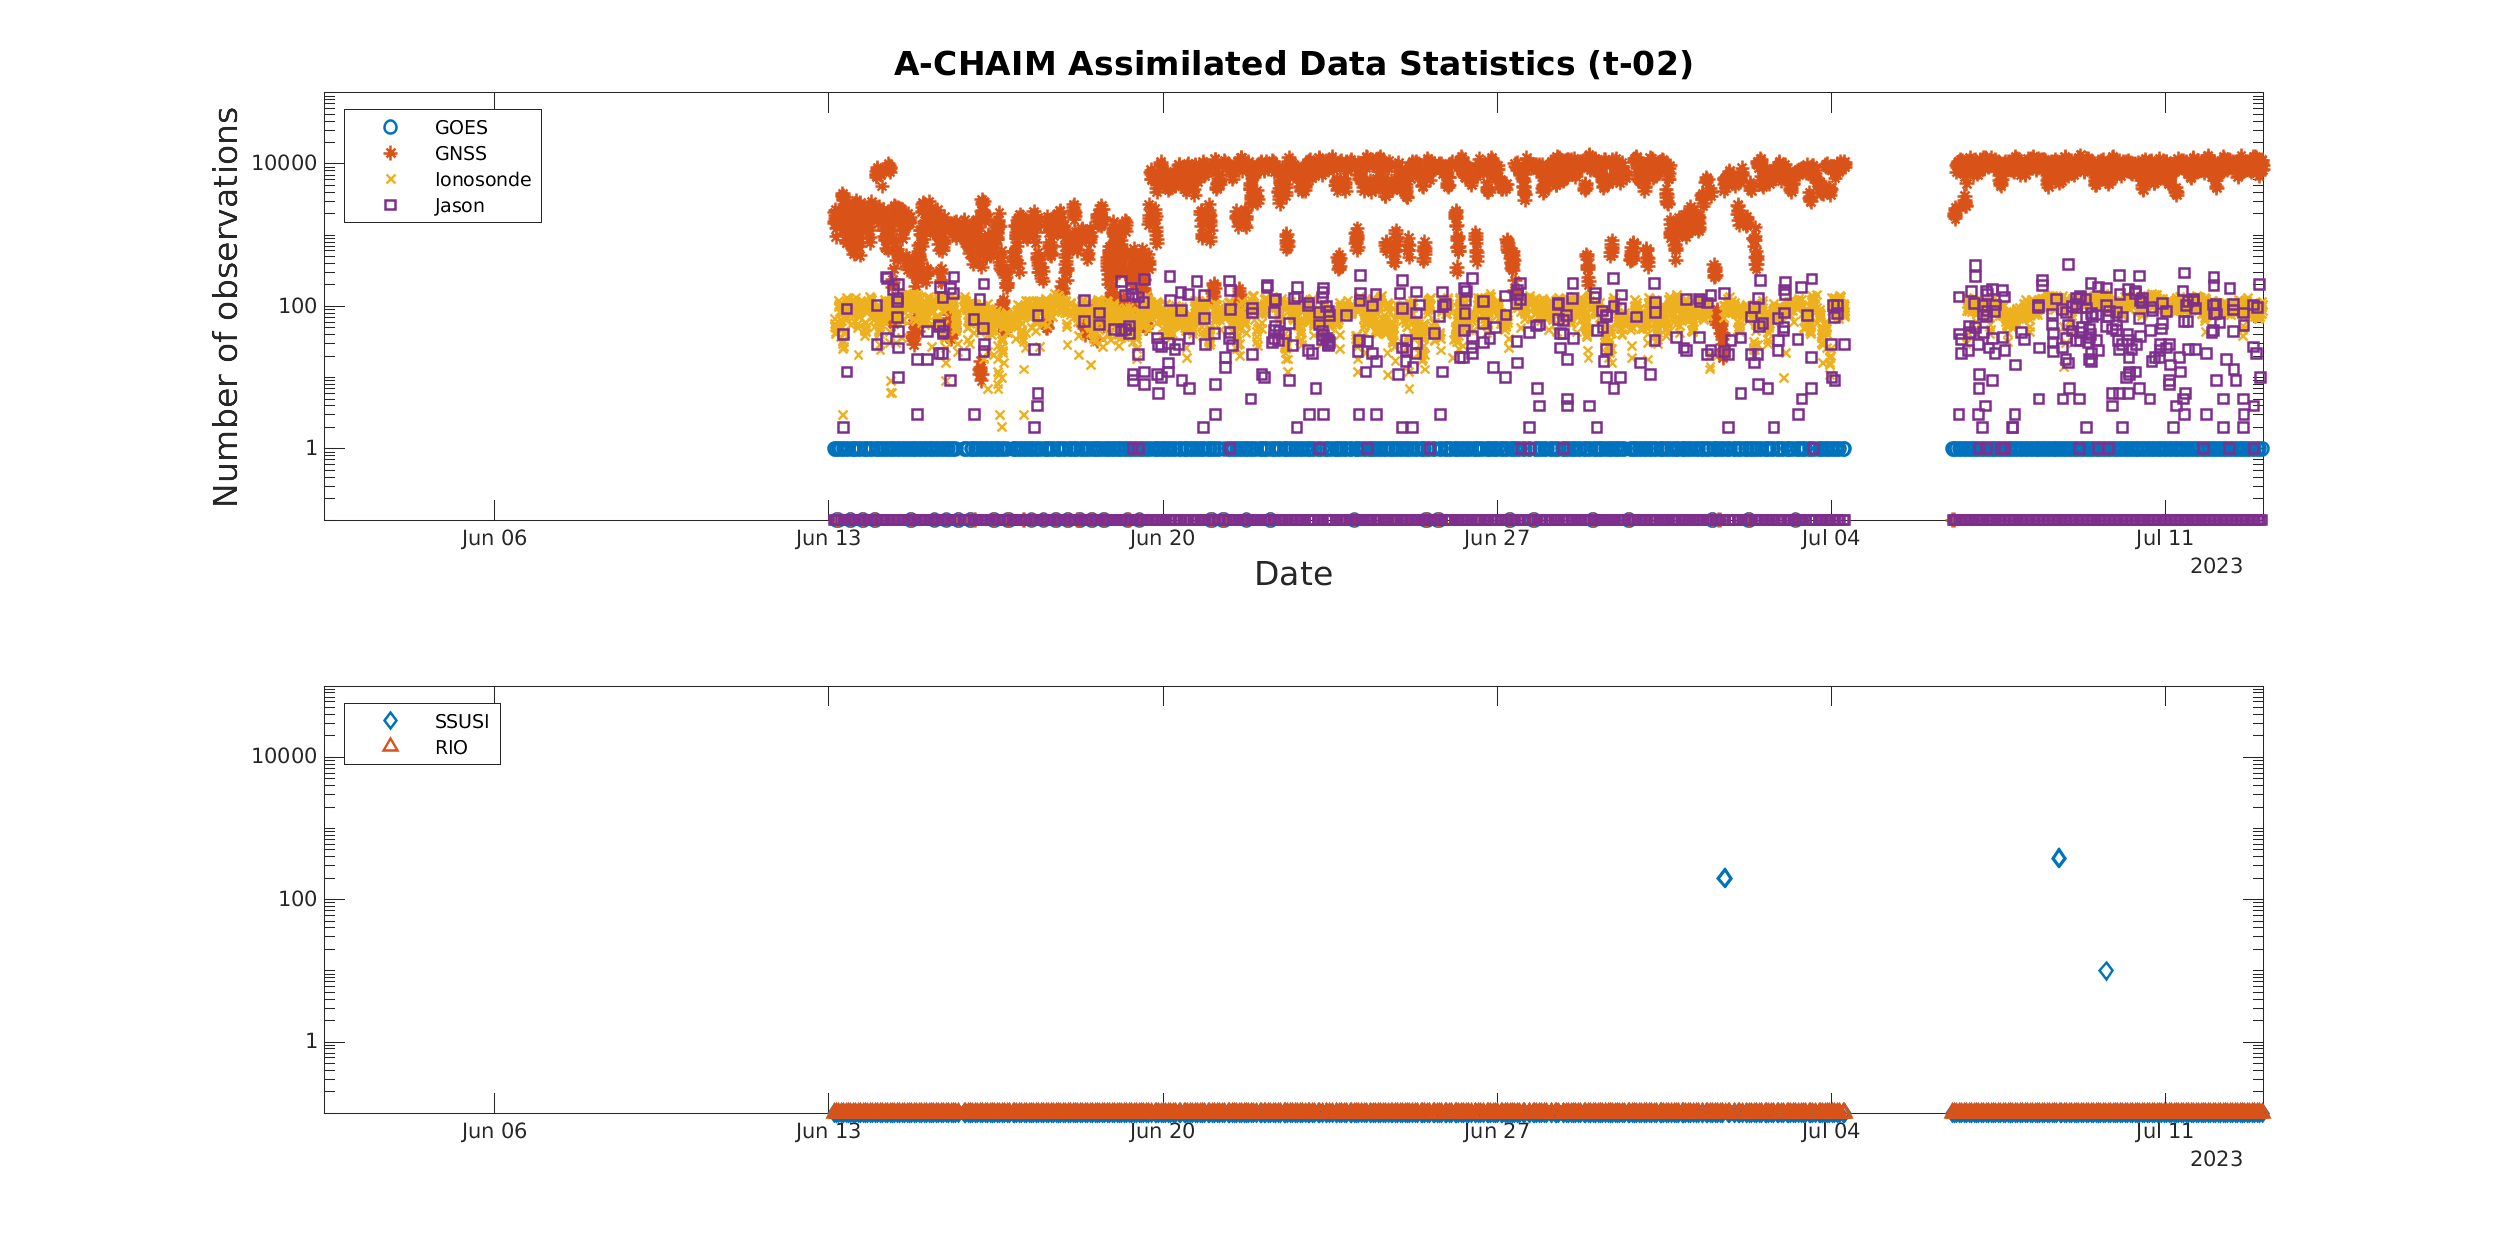 A-CHAIM Assimilated Data Statistics (t-02)
Number of observations
10000
100
1
GOES
GNSS
Ionosonde
Jason
Jun 06
Jun 13
Jun 20
Jun 27
Jul 04
Jul 11
2023
Date
10000
100
1
SSUSI
RIO
Jun 06
Jun 13
Jun 20
Jun 27
Jul 04
Jul 11
2023